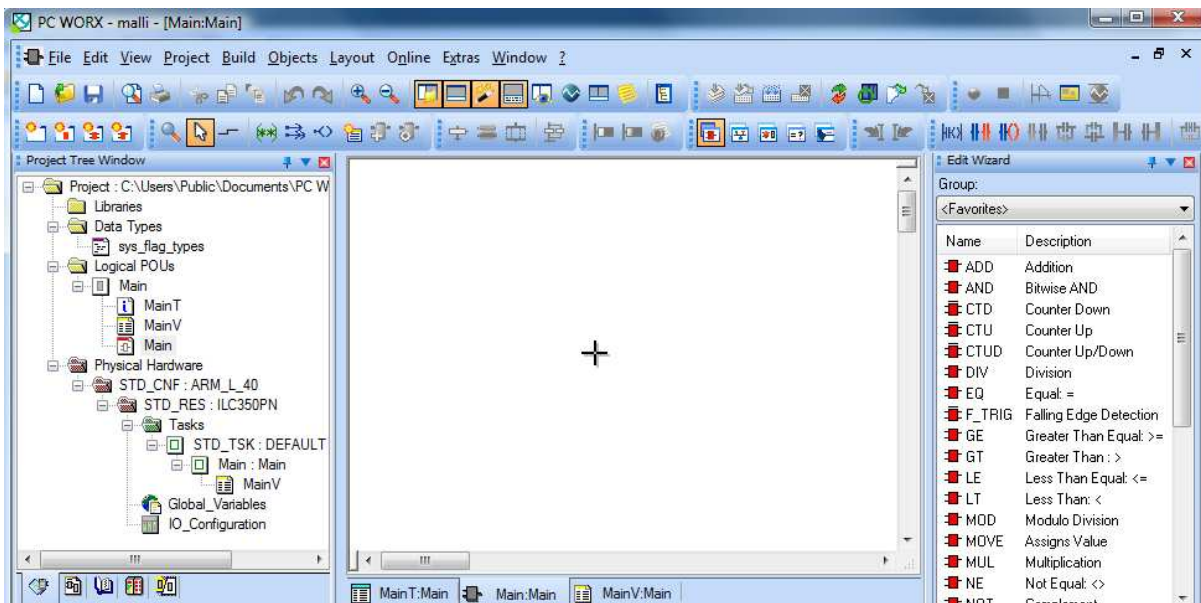 PC WORX - malli - [Main:Main]
File Edit View Project Build Objects Layout Online Extras Window ?
Project Tree Window
Project : C:\Users\Public\Documents\PC W
Libraries
Data Types
sys_flag_types
Logical POUs
Main
MainT
MainV
Main
Physical Hardware
STD_CNF : ARM_L_40
STD_RES : ILC350PN
Tasks
STD_TSK : DEFAULT
Main : Main
MainV
Global_Variables
IO_Configuration
MainT:Main Main:Main MainV:Main
Edit Wizard
Group:
<Favorites>
Name Description
ADD Addition
AND Bitwise AND
CTD Counter Down
CTU Counter Up
CTUD Counter Up/Down
DIV Division
EQ Equal: =
F_TRIG Falling Edge Detection
GE Greater Than Equal: >=
GT Greater Than : >
LE Less Than Equal: <=
LT Less Than: <
MOD Modulo Division
MOVE Assigns Value
MUL Multiplication
NE Not Equal: <>